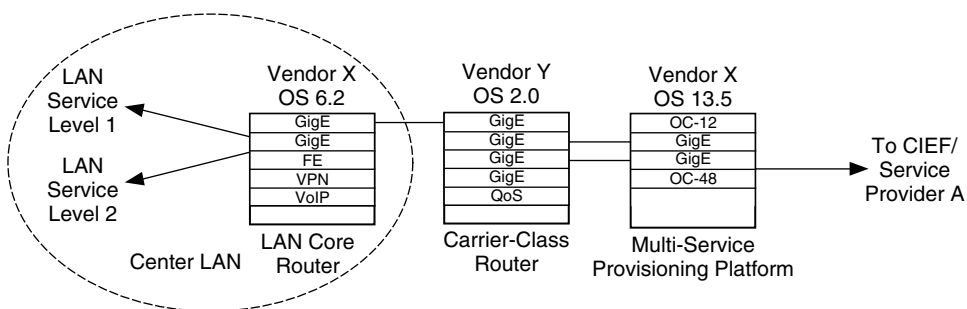 LAN
Service
Level 1
LAN
Service
Level 2
Center LAN
Vendor X
OS 6.2
GigE
GigE
FE
VPN
VoIP
LAN Core
Router
Vendor Y
OS 2.0
GigE
GigE
GigE
GigE
QoS
Carrier-Class
Router
Vendor X
OS 13.5
OC-12
GigE
GigE
OC-48
Multi-Service
Provisioning Platform
To CIEF/
Service
Provider A